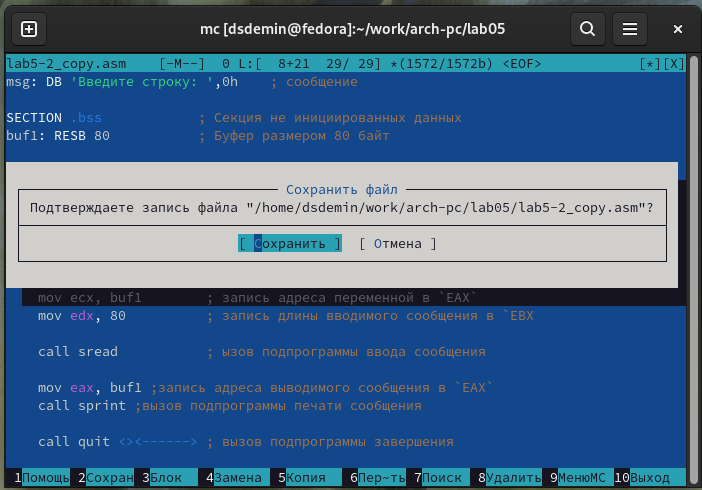 mc [dsdemin@fedora]:~/work/arch-pc/lab05
lab5-2_copy.asm [-M--] 0 L:[ 8+21 29/ 29] *(1572/1572b) <EOF> [*][X]
msg: DB 'Введите строку: ',0h ; сообщение
SECTION .bss ; Секция не инициированных данных
buf1: RESB 80 ; Буфер размером 80 байт
Сохранить файл
Подтверждаете запись файла "/home/dsdemin/work/arch-pc/lab05/lab5-2_copy.asm"?
[ Сохранить ] [ Отмена ]
mov ecx, buf1 ; запись адреса переменной в `EAX`
mov edx, 80 ; запись длины вводимого сообщения в `EBX
call sread ; ызов подпрограммы ввода сообщения
mov eax, buf1 ;запись адреса выводимого сообщения в `EAX`
call sprint ;вызов подпрограммы печати сообщения
call quit <><------> ; вызов подпрограммы завершения
1Помощь 2Сохран 3Блок 4Замена 5Копия 6Пер~ть 7Поиск 8Удалить 9МенюMC 10Выход